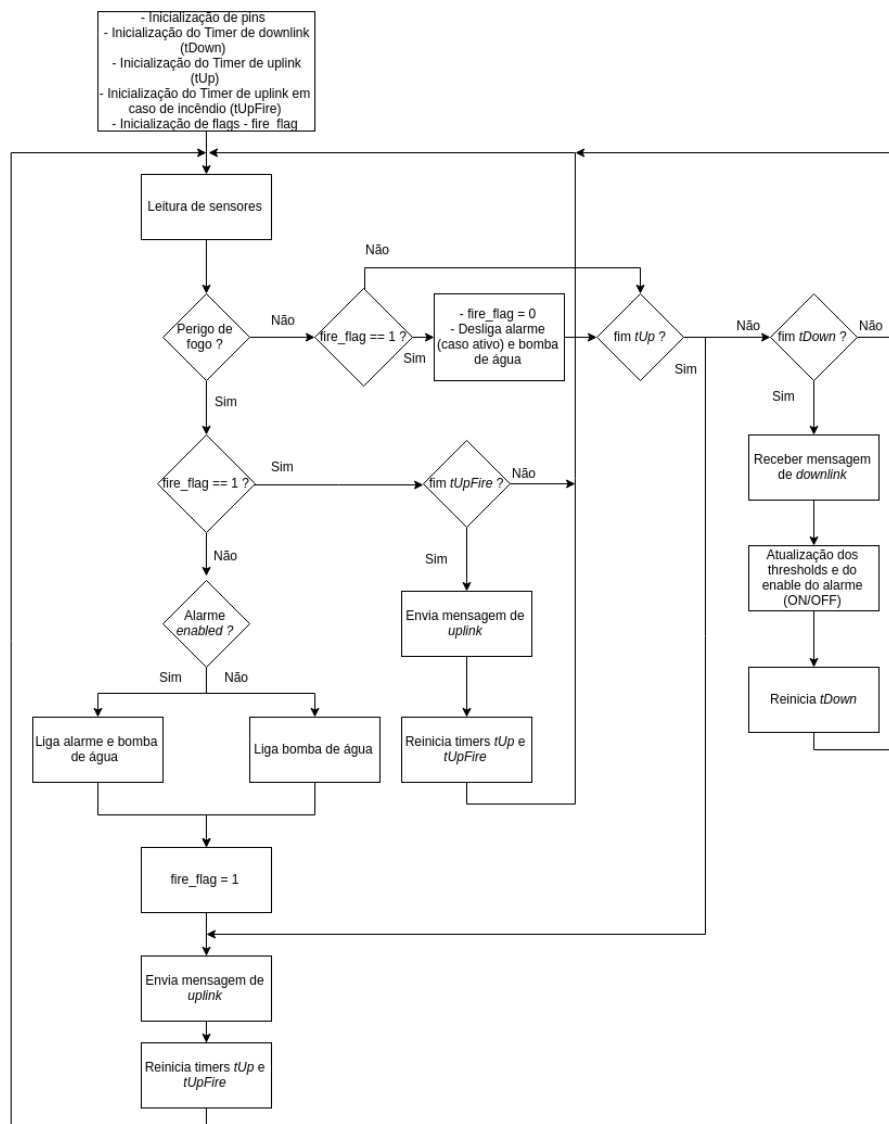 - Inicialização de pins
- Inicialização do Timer de downlink
(tDown)
- Inicialização do Timer de uplink
(tUp)
- Inicialização do Timer de uplink em
caso de incêndio (tUpFire)
- Inicialização de flags - fire_flag
Leitura de sensores
Perigo de
fogo ?
Não
Sim
fire_flag == 1 ?
Não
Sim
- fire_flag = 0
- Desliga alarme
(caso ativo) e bomba
de água
fim tUp ?
Não
Sim
fim tDown ?
Não
Sim
Receber mensagem
de downlink
Atualização dos
thresholds e do
enable do alarme
(ON/OFF)
Reinicia tDown
fire_flag == 1 ?
Sim
Não
fim tUpFire ?
Não
Sim
Envia mensagem de
uplink
Reinicia timers tUp e
tUpFire
Alarme
enabled ?
Sim
Não
Liga alarme e bomba
de água
Liga bomba de água
fire_flag = 1
Envia mensagem de
uplink
Reinicia timers tUp e
tUpFire